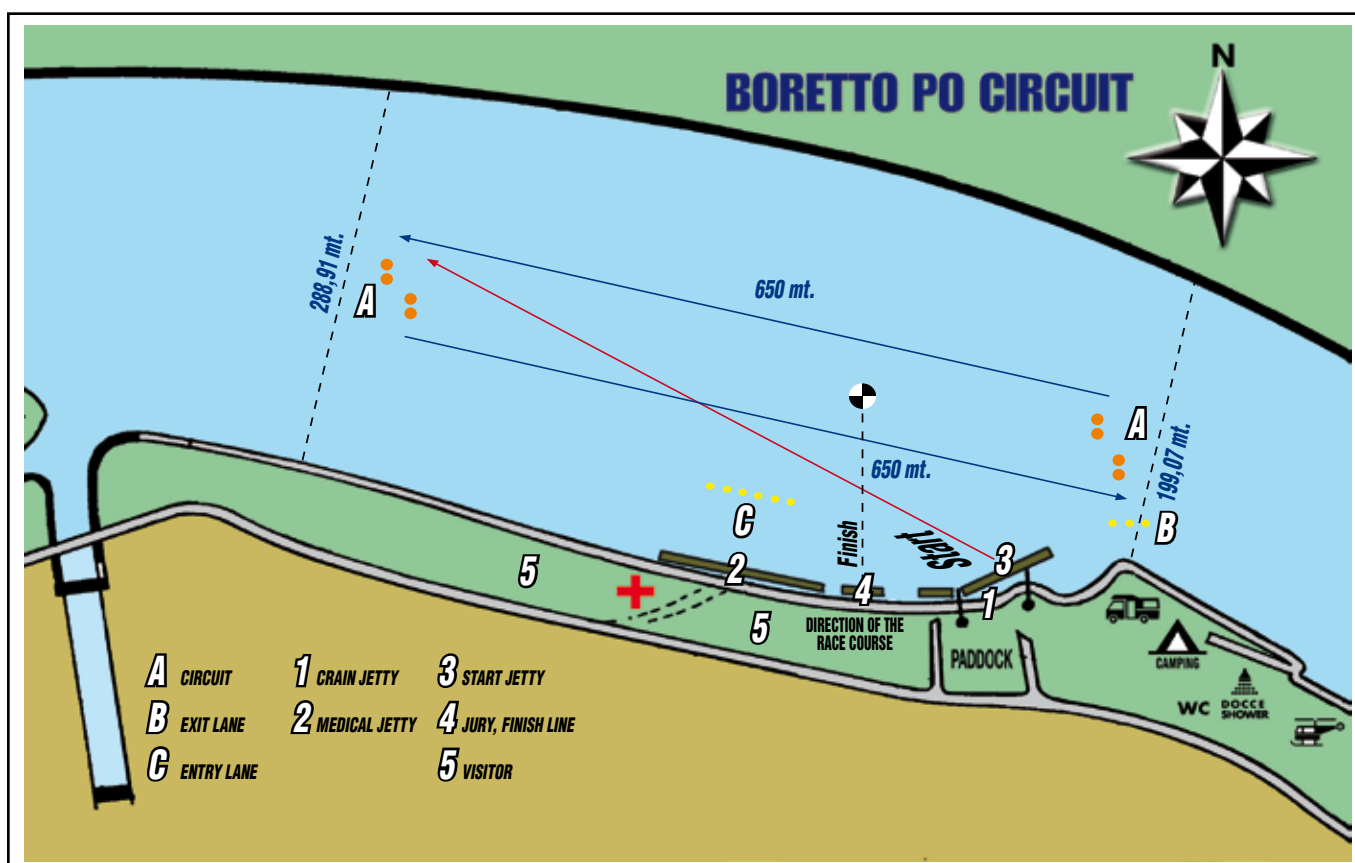 N
BORETTO PO CIRCUIT
288,91 mt.
A
650 mt.
A
199,07 mt.
650 mt.
B
C
Finish
Start
3
2
4
1
5
5
DIRECTION OF THE
RACE COURSE
PADDOCK
CAMPING
WC
DOCCE
SHOWER
A CIRCUIT
B EXIT LANE
C ENTRY LANE
1 CRAIN JETTY
2 MEDICAL JETTY
3 START JETTY
4 JURY, FINISH LINE
5 VISITOR